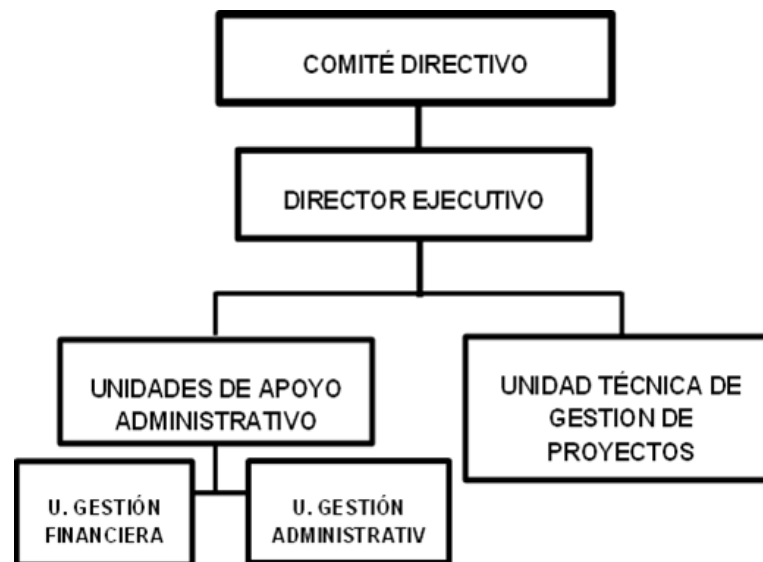 COMITÉ DIRECTIVO
DIRECTOR EJECUTIVO
UNIDADES DE APOYO
ADMINISTRATIVO
UNIDAD TÉCNICA DE
GESTION DE
PROYECTOS
U. GESTIÓN
FINANCIERA
U. GESTIÓN
ADMINISTRATIV